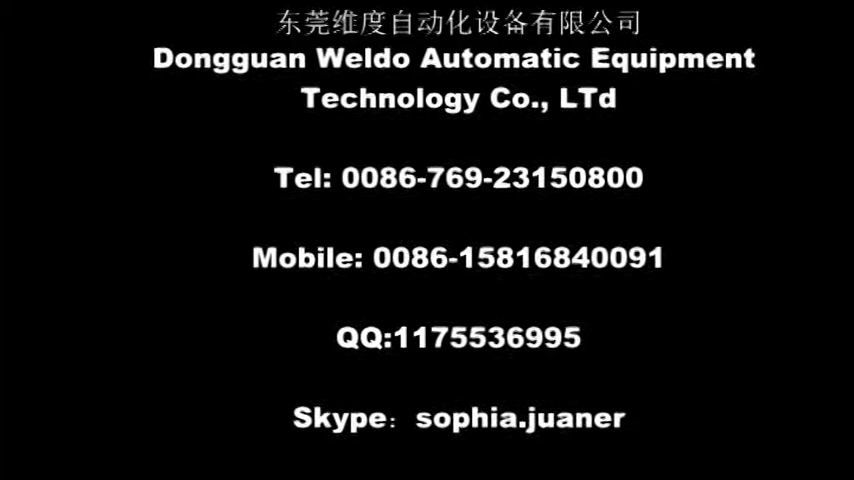 东莞维度自动化设备有限公司
Dongguan Weldo Automatic Equipment
Technology Co., LTd
Tel: 0086-769-23150800
Mobile: 0086-15816840091
QQ:1175536995
Skype：sophia.juaner